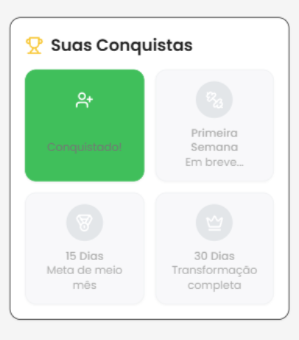 Suas Conquistas
Conquistado!
Primeira
Semana
Em breve...
15 Dias
Meta de meio
mês
30 Dias
Transformação
completa